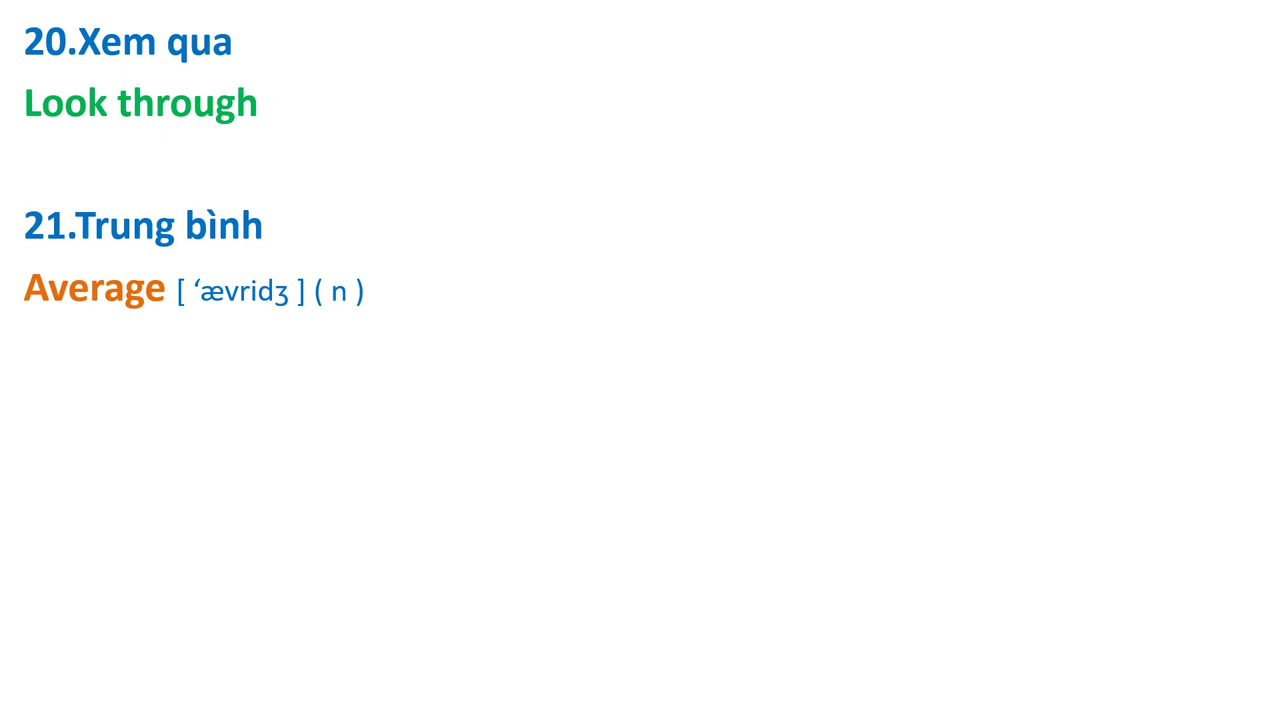 20.Xem qua
Look through
21.Trung bình
Average [ ‘ævridʒ ] ( n )